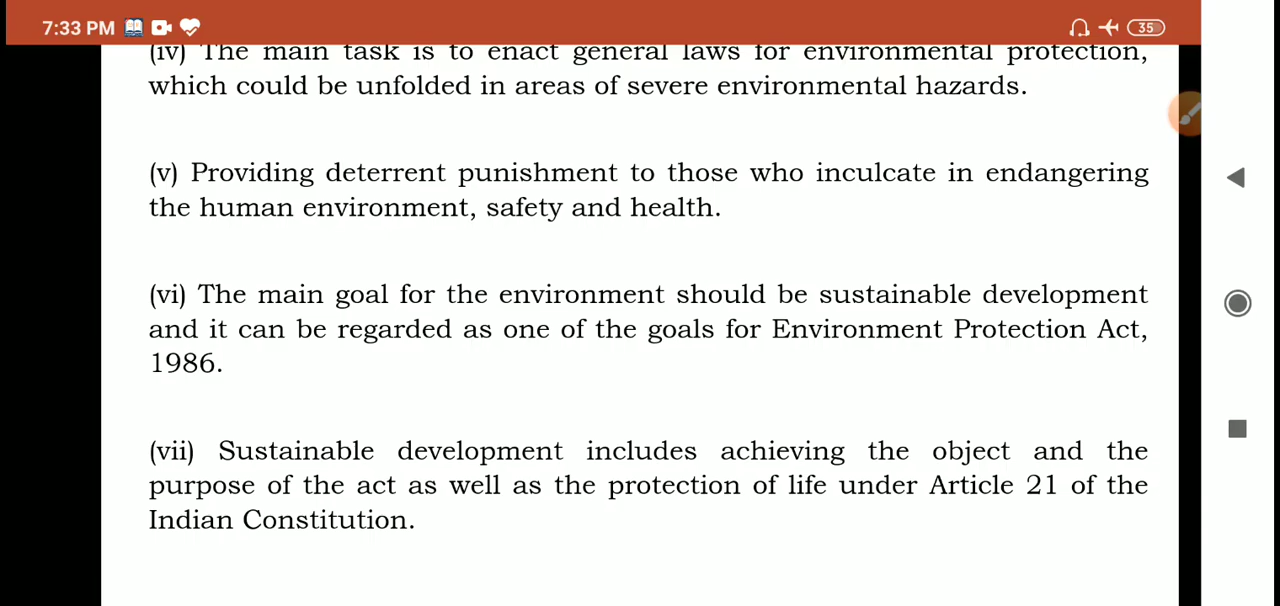 7:33 PM
35
(iv) The main task is to enact general laws for environmental protection,
which could be unfolded in areas of severe environmental hazards.
(v) Providing deterrent punishment to those who inculcate in endangering
the human environment, safety and health.
(vi) The main goal for the environment should be sustainable development
and it can be regarded as one of the goals for Environment Protection Act,
1986.
(vii) Sustainable development includes achieving the object and the
purpose of the act as well as the protection of life under Article 21 of the
Indian Constitution.